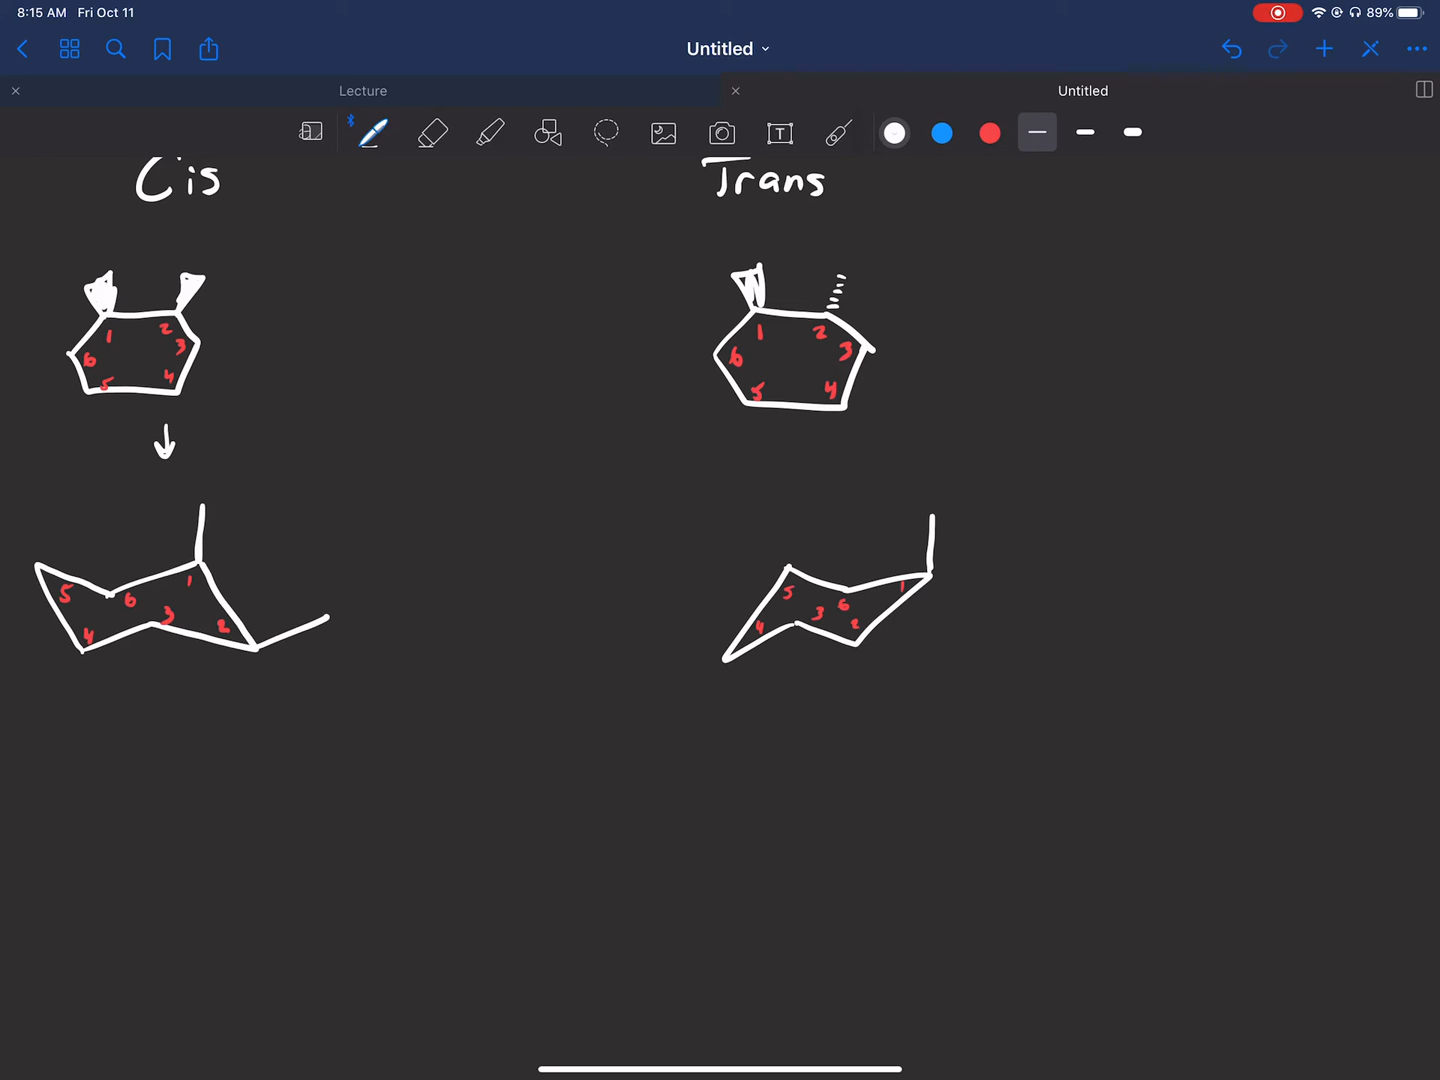 8:15 AM Fri Oct 11
89%
Untitled
Lecture
Untitled
T
Cis
Trans
1 2
6 3
5 4
1 2
6 3
5 4
5 6 1
4 3 2
5 6 1
4 3 2